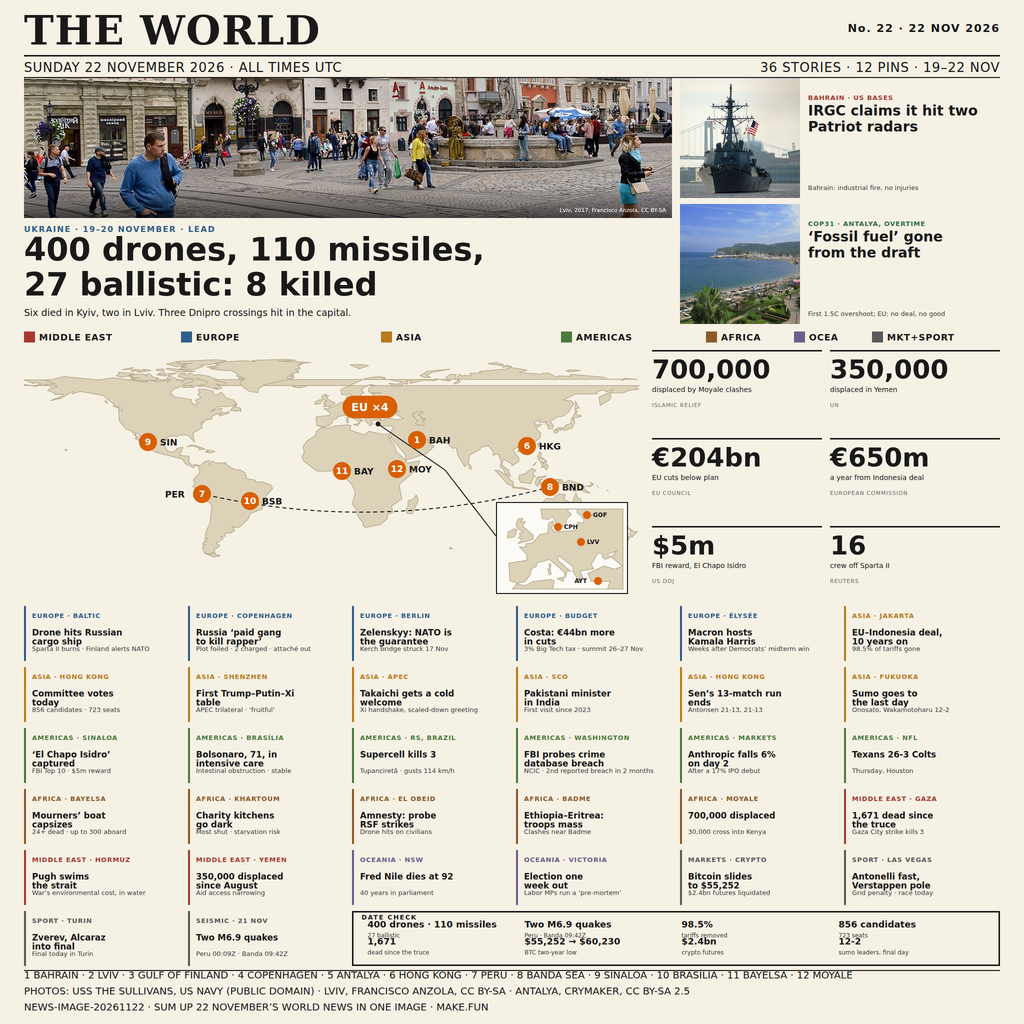 THE WORLD
No. 22 · 22 NOV 2026
SUNDAY 22 NOVEMBER 2026 · ALL TIMES UTC
36 STORIES · 12 PINS · 19–22 NOV
Lviv, 2017, Francisco Anzola, CC BY-SA
BAHRAIN · US BASES
IRGC claims it hit two
Patriot radars
Bahrain: industrial fire, no injuries
COP31 · ANTALYA, OVERTIME
‘Fossil fuel’ gone
from the draft
First 1.5C overshoot; EU: no deal, no good
UKRAINE · 19–20 NOVEMBER · LEAD
400 drones, 110 missiles,
27 ballistic: 8 killed
Six died in Kyiv, two in Lviv. Three Dnipro crossings hit in the capital.
MIDDLE EAST
EUROPE
ASIA
AMERICAS
AFRICA
OCEA
MKT+SPORT
EU ×4
9 SIN
1 BAH
6 HKG
11 BAY
12 MOY
PER 7
10 BSB
8 BND
GOF
CPH
LVV
AYT
700,000
displaced by Moyale clashes
ISLAMIC RELIEF
350,000
displaced in Yemen
UN
€204bn
EU cuts below plan
EU COUNCIL
€650m
a year from Indonesia deal
EUROPEAN COMMISSION
$5m
FBI reward, El Chapo Isidro
US DOJ
16
crew off Sparta II
REUTERS
EUROPE · BALTIC
Drone hits Russian
cargo ship
Sparta II burns · Finland alerts NATO
EUROPE · COPENHAGEN
Russia ‘paid gang
to kill rapper’
Plot foiled · 2 charged · attaché out
EUROPE · BERLIN
Zelenskyy: NATO is
the guarantee
Kerch bridge struck 17 Nov
EUROPE · BUDGET
Costa: €44bn more
in cuts
3% Big Tech tax · summit 26–27 Nov
EUROPE · ÉLYSÉE
Macron hosts
Kamala Harris
Weeks after Democrats’ midterm win
ASIA · JAKARTA
EU–Indonesia deal,
10 years on
98.5% of tariffs gone
ASIA · HONG KONG
Committee votes
today
856 candidates · 723 seats
ASIA · SHENZHEN
First Trump–Putin–Xi
table
APEC trilateral · ‘fruitful’
ASIA · APEC
Takaichi gets a cold
welcome
Xi handshake, scaled-down greeting
ASIA · SCO
Pakistani minister
in India
First visit since 2023
ASIA · HONG KONG
Sen’s 13-match run
ends
Antonsen 21-13, 21-13
ASIA · FUKUOKA
Sumo goes to
the last day
Onosato, Wakamotoharu 12-2
AMERICAS · SINALOA
‘El Chapo Isidro’
captured
FBI Top 10 · $5m reward
AMERICAS · BRASÍLIA
Bolsonaro, 71, in
intensive care
Intestinal obstruction · stable
AMERICAS · RS, BRAZIL
Supercell kills 3
Tupanciretã · gusts 114 km/h
AMERICAS · WASHINGTON
FBI probes crime
database breach
NCIC · 2nd reported breach in 2 months
AMERICAS · MARKETS
Anthropic falls 6%
on day 2
After a 17% IPO debut
AMERICAS · NFL
Texans 26-3 Colts
Thursday, Houston
AFRICA · BAYELSA
Mourners’ boat
capsizes
24+ dead · up to 300 aboard
AFRICA · KHARTOUM
Charity kitchens
go dark
Most shut · starvation risk
AFRICA · EL OBEID
Amnesty: probe
RSF strikes
Drone hits on civilians
AFRICA · BADME
Ethiopia–Eritrea:
troops mass
Clashes near Badme
AFRICA · MOYALE
700,000 displaced
30,000 cross into Kenya
MIDDLE EAST · GAZA
1,671 dead since
the truce
Gaza City strike kills 3
MIDDLE EAST · HORMUZ
Pugh swims
the strait
War’s environmental cost, in water
MIDDLE EAST · YEMEN
350,000 displaced
since August
Aid access narrowing
OCEANIA · NSW
Fred Nile dies at 92
40 years in parliament
OCEANIA · VICTORIA
Election one
week out
Labor MPs run a ‘pre-mortem’
MARKETS · CRYPTO
Bitcoin slides
to $55,252
$2.4bn futures liquidated
SPORT · LAS VEGAS
Antonelli fast,
Verstappen pole
Grid penalty · race today
SPORT · TURIN
Zverev, Alcaraz
into final
Final today in Turin
SEISMIC · 21 NOV
Two M6.9 quakes
Peru 00:09Z · Banda 09:42Z
DATE CHECK
400 drones · 110 missiles
27 ballistic
Two M6.9 quakes
Peru · Banda 09:42Z
98.5%
tariffs removed
856 candidates
723 seats
1,671
dead since the truce
$55,252 → $60,230
BTC two-year low
$2.4bn
crypto futures
12-2
sumo leaders, final day
1 BAHRAIN · 2 LVIV · 3 GULF OF FINLAND · 4 COPENHAGEN · 5 ANTALYA · 6 HONG KONG · 7 PERU · 8 BANDA SEA · 9 SINALOA · 10 BRASÍLIA · 11 BAYELSA · 12 MOYALE
PHOTOS: USS THE SULLIVANS, US NAVY (PUBLIC DOMAIN) · LVIV, FRANCISCO ANZOLA, CC BY-SA · ANTALYA, CRYMAKER, CC BY-SA 2.5
NEWS-IMAGE-20261122 · SUM UP 22 NOVEMBER’S WORLD NEWS IN ONE IMAGE · MAKE.FUN